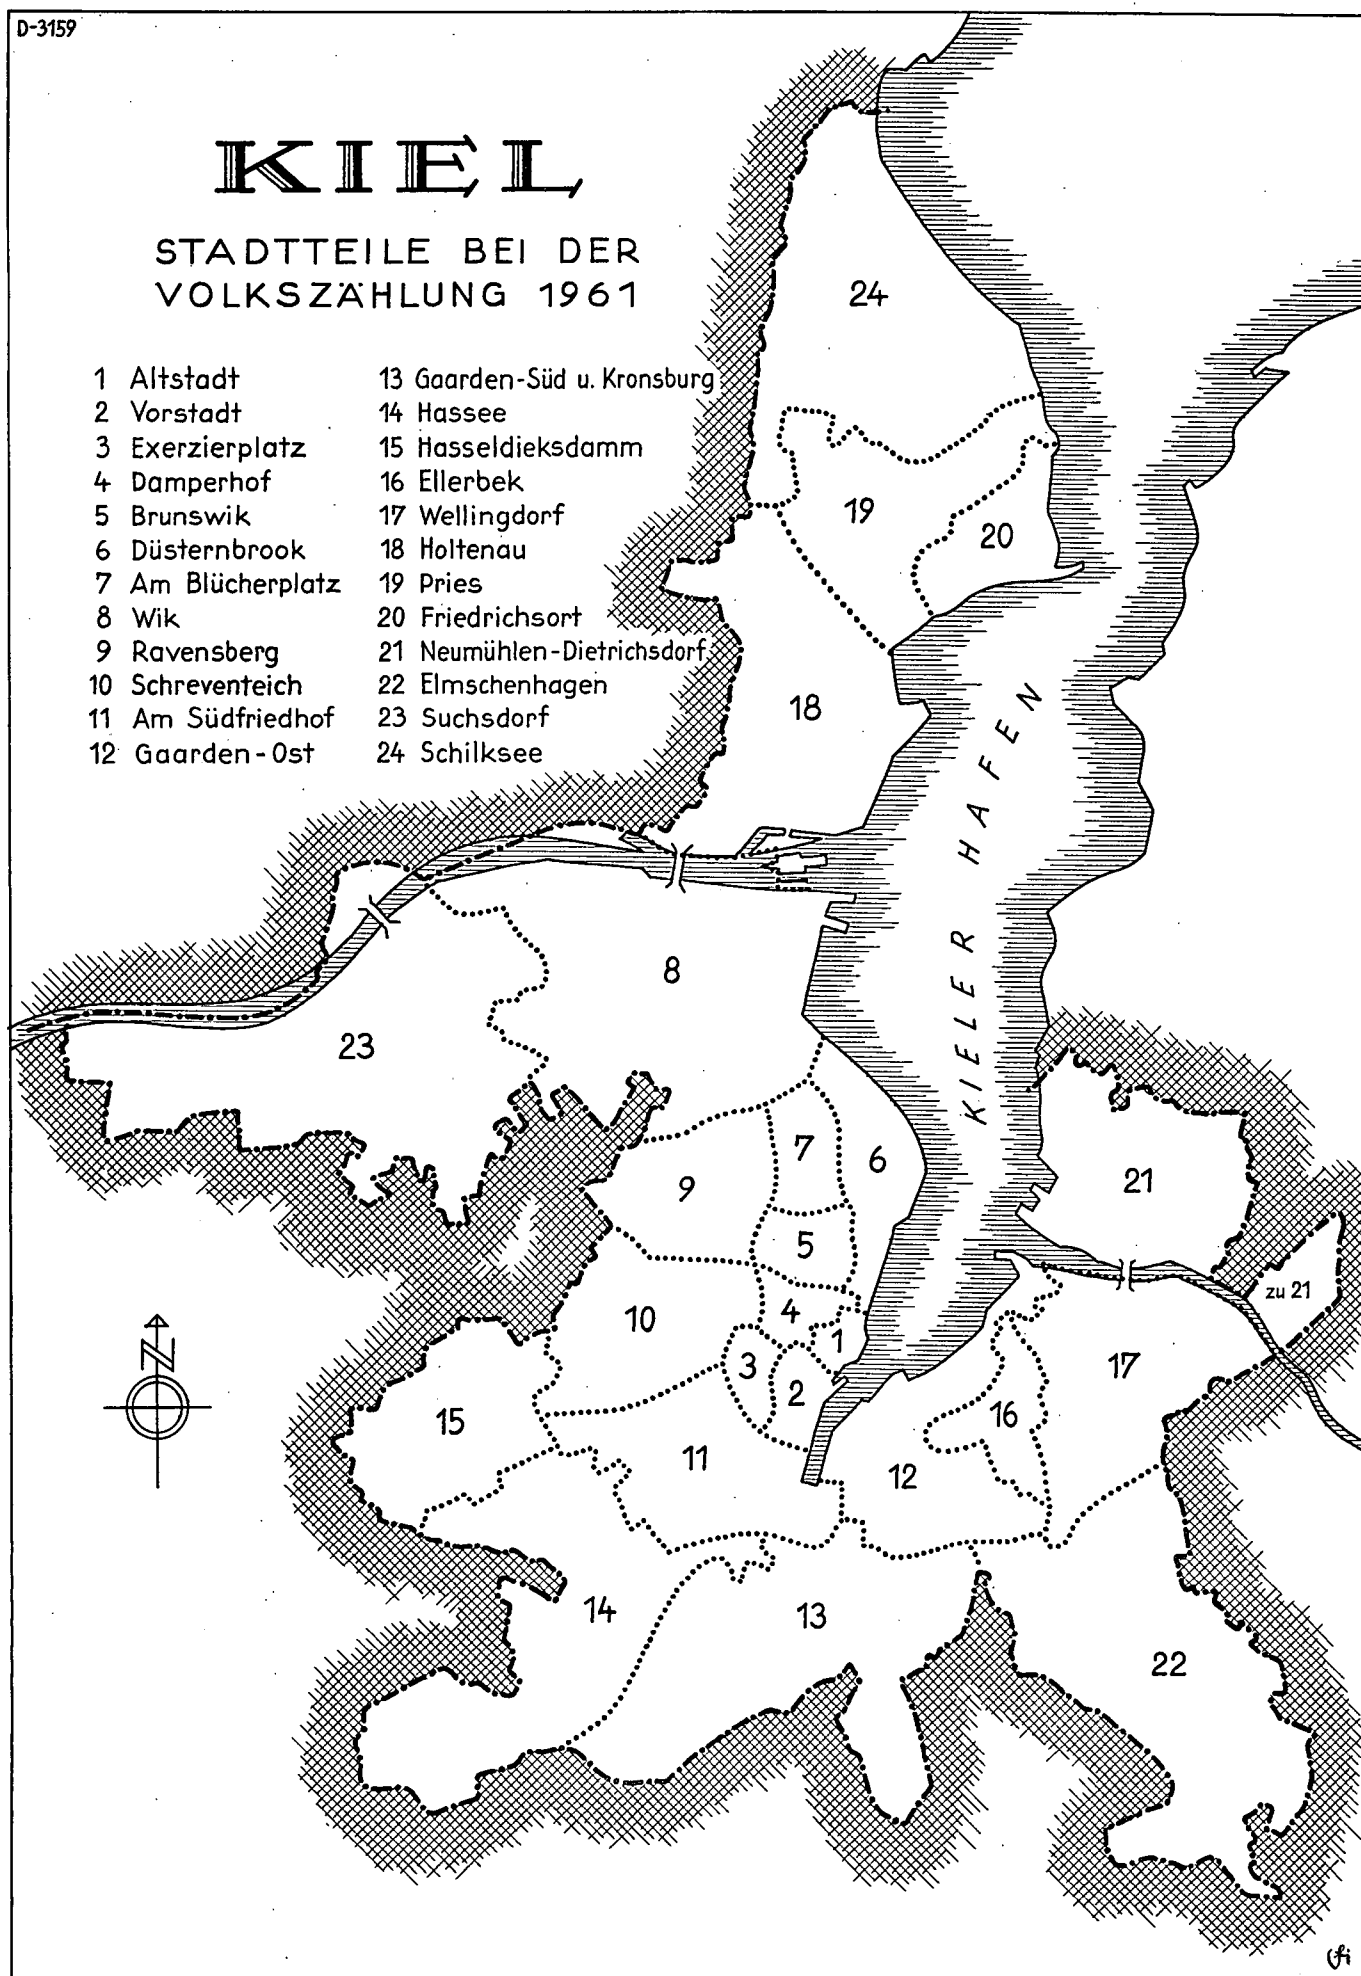 D-3159
KIEL
STADTTEILE BEI DER
VOLKSZÄHLUNG 1961
1 Altstadt
2 Vorstadt
3 Exerzierplatz
4 Damperhof
5 Brunswik
6 Düsternbrook
7 Am Blücherplatz
8 Wik
9 Ravensberg
10 Schreventeich
11 Am Südfriedhof
12 Gaarden-Ost
13 Gaarden-Süd u. Kronsburg
14 Hassee
15 Hasseldieksdamm
16 Ellerbek
17 Wellingdorf
18 Holtenau
19 Pries
20 Friedrichsort
21 Neumühlen-Dietrichsdorf
22 Elmschenhagen
23 Suchsdorf
24 Schilksee
24
19
20
18
KIELER HAFEN
8
23
7
6
9
21
5
zu 21
4
10
1
3
17
2
15
16
11
12
14
13
22
N